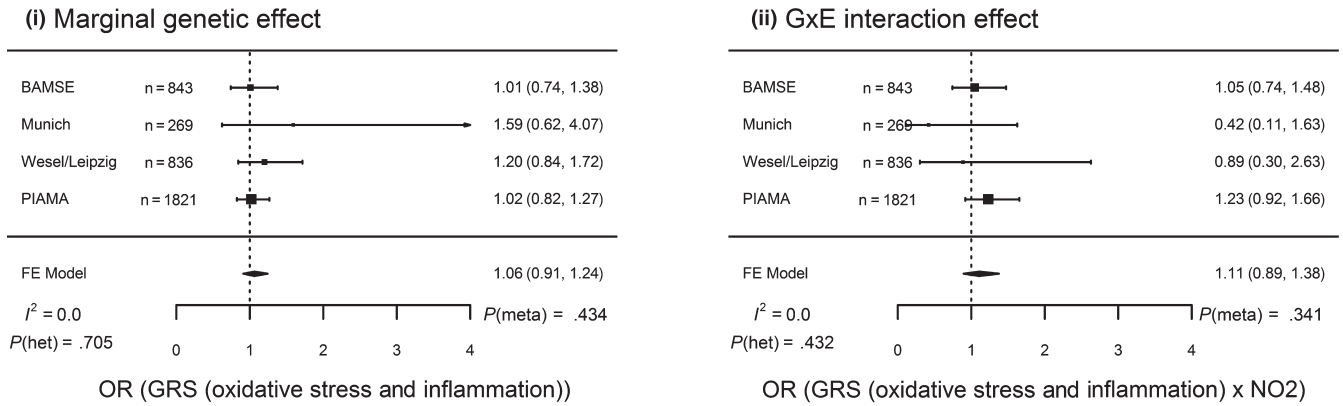 (i) Marginal genetic effect
BAMSE n = 843 1.01 (0.74, 1.38)
Munich n = 269 1.59 (0.62, 4.07)
Wesel/Leipzig n = 836 1.20 (0.84, 1.72)
PIAMA n = 1821 1.02 (0.82, 1.27)
FE Model 1.06 (0.91, 1.24)
I² = 0.0 P(meta) = .434
P(het) = .705
0 1 2 3 4
OR (GRS (oxidative stress and inflammation))
(ii) GxE interaction effect
BAMSE n = 843 1.05 (0.74, 1.48)
Munich n = 269 0.42 (0.11, 1.63)
Wesel/Leipzig n = 836 0.89 (0.30, 2.63)
PIAMA n = 1821 1.23 (0.92, 1.66)
FE Model 1.11 (0.89, 1.38)
I² = 0.0 P(meta) = .341
P(het) = .432
0 1 2 3 4
OR (GRS (oxidative stress and inflammation) x NO2)